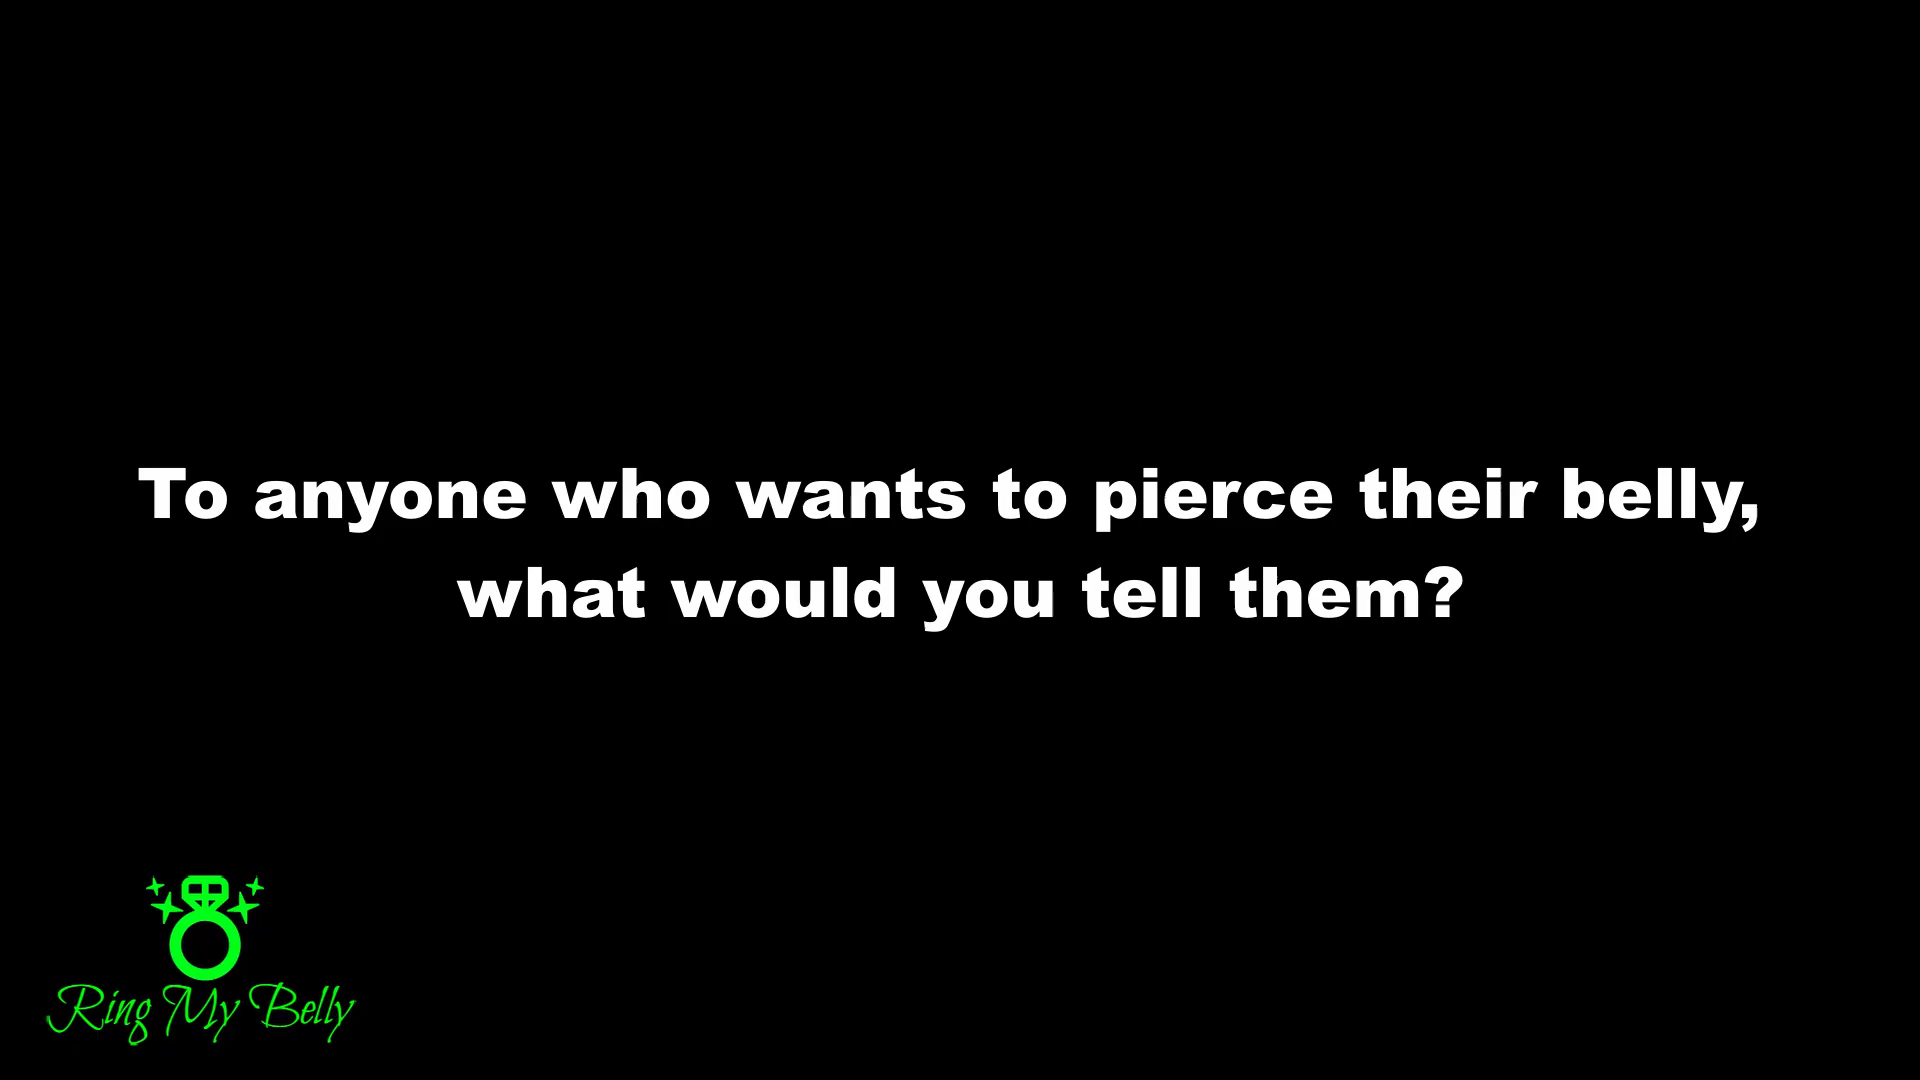 To anyone who wants to pierce their belly,
what would you tell them?
Ring My Belly